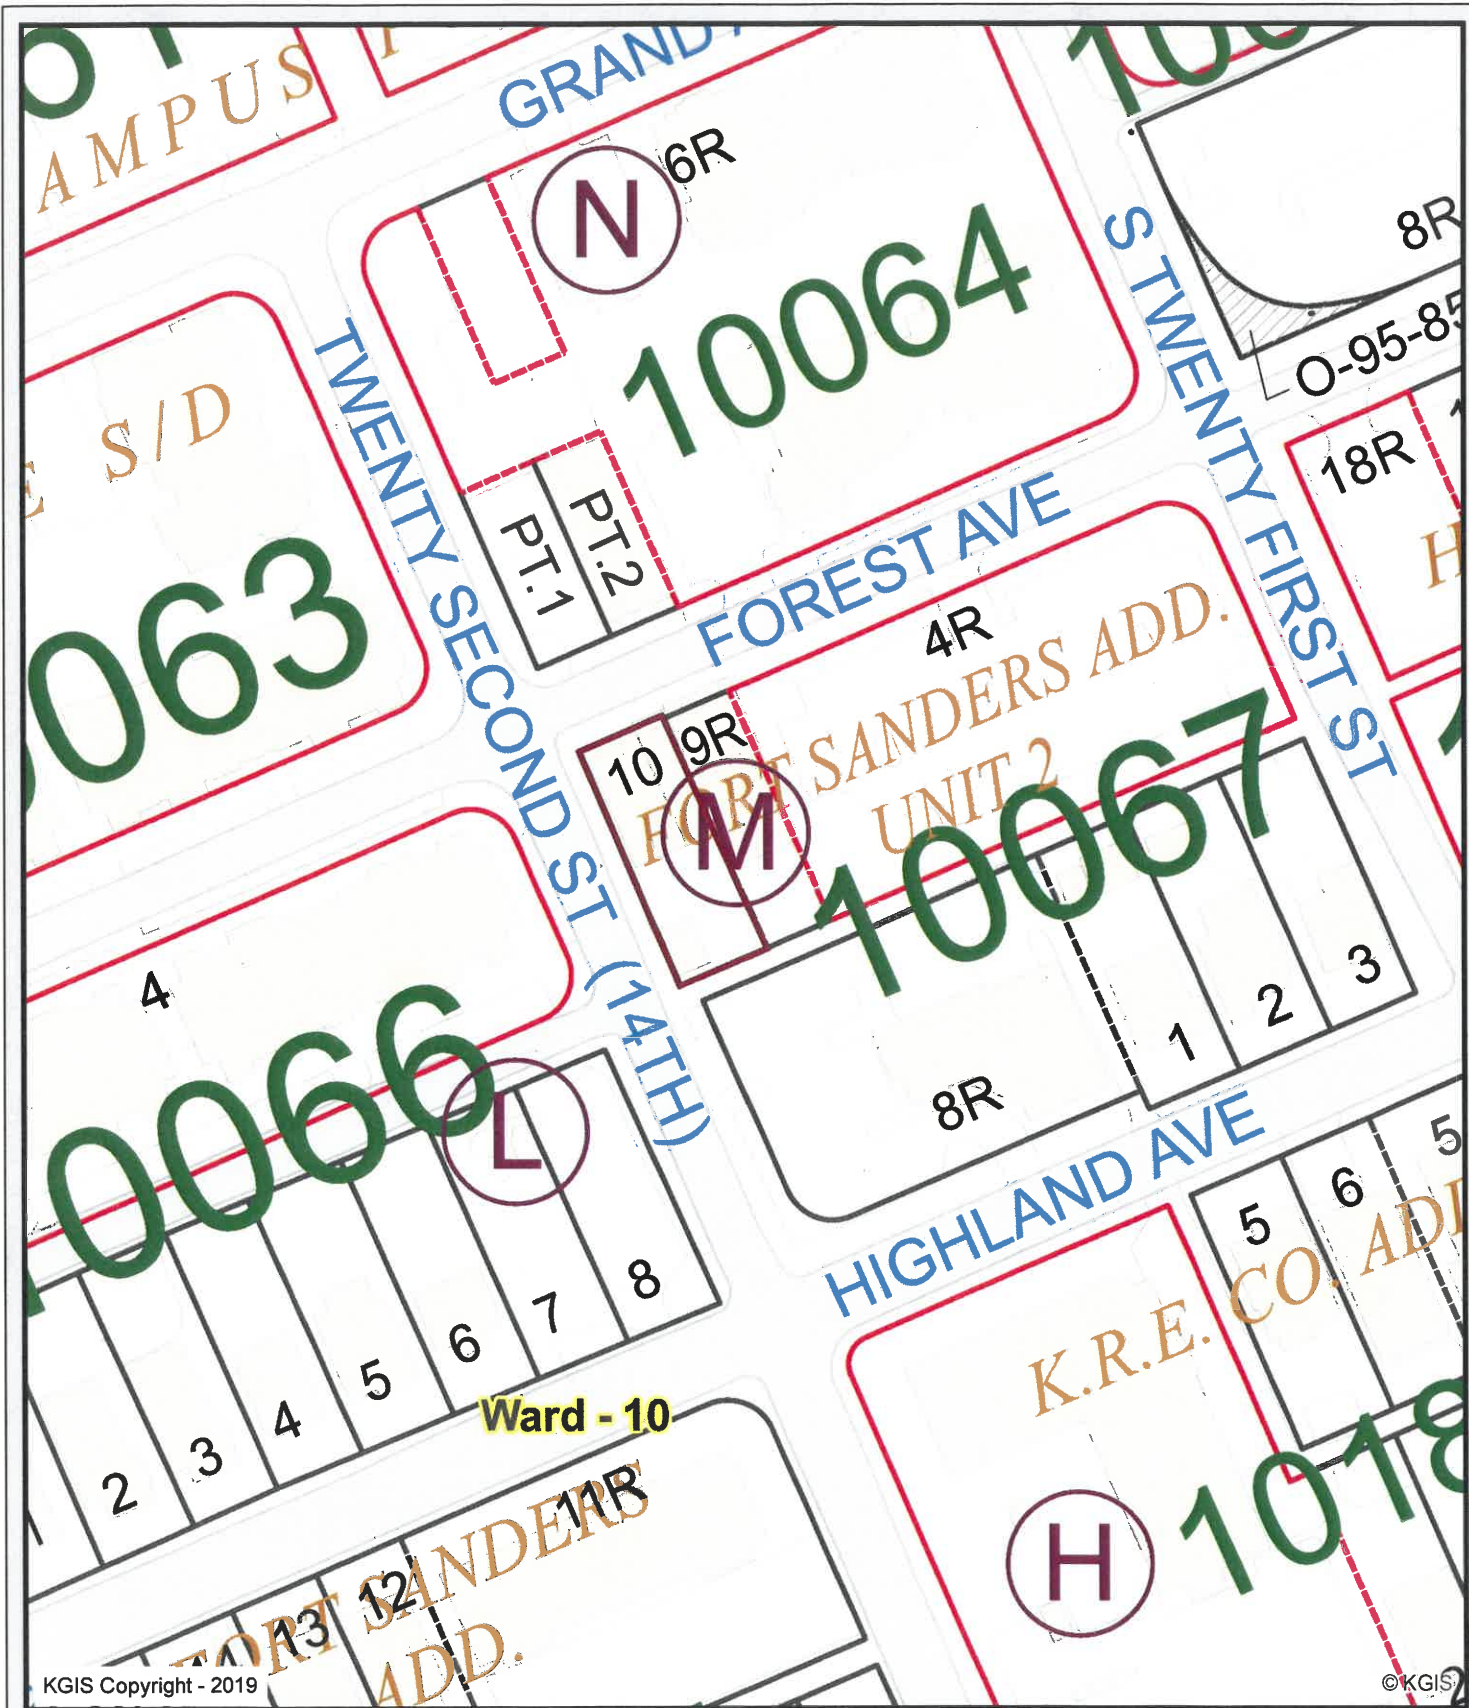 AMPUS
GRAND
N
6R
10064
S TWENTY FIRST ST
8R
O-95-85
18R
S/D
TWENTY SECOND ST (14TH)
PT.1
PT.2
FOREST AVE
4R
FORT SANDERS ADD.
UNIT 2
063
10
9R
M
10067
1
2
3
8R
4
0066
L
HIGHLAND AVE
5
6
5
K.R.E. CO. ADD
2
3
4
5
6
7
8
Ward - 10
11R
12
13
FORT SANDERS
ADD.
H
1018
KGIS Copyright - 2019
©KGIS